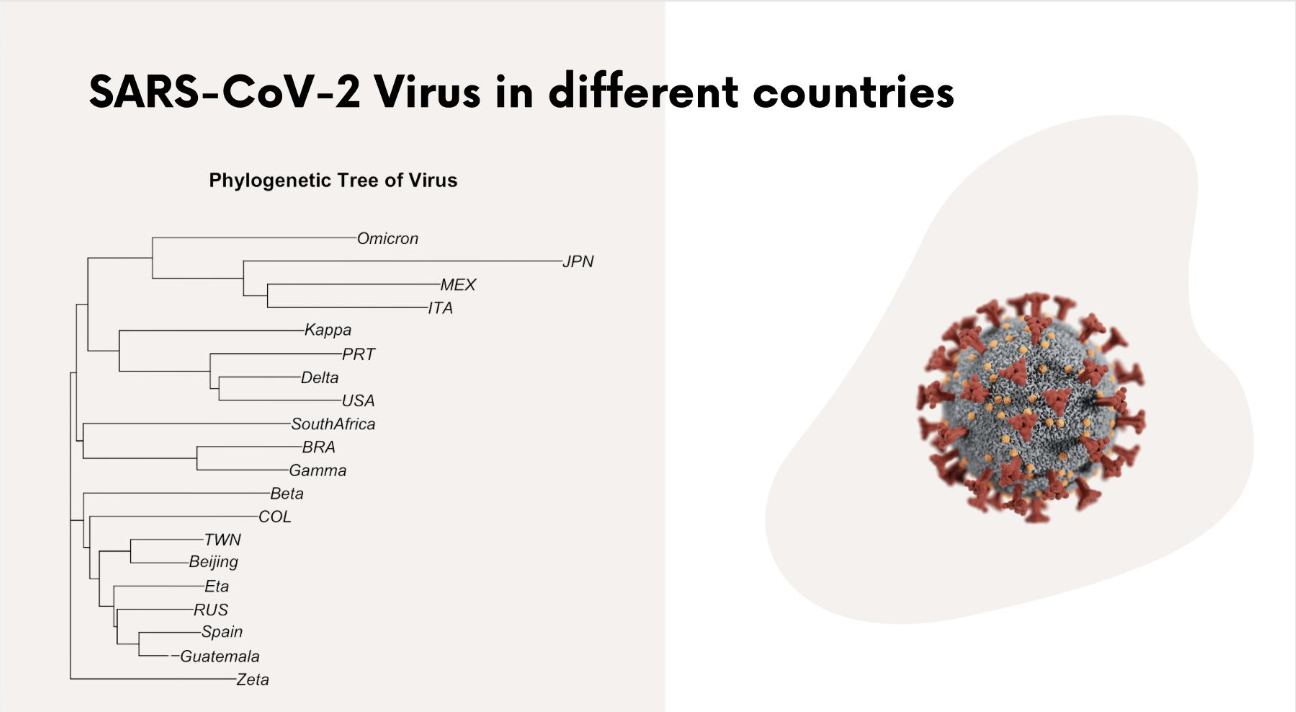 SARS-CoV-2 Virus in different countries
Phylogenetic Tree of Virus
Omicron
JPN
MEX
ITA
Kappa
PRT
Delta
USA
SouthAfrica
BRA
Gamma
Beta
COL
TWN
Beijing
Eta
RUS
Spain
Guatemala
Zeta